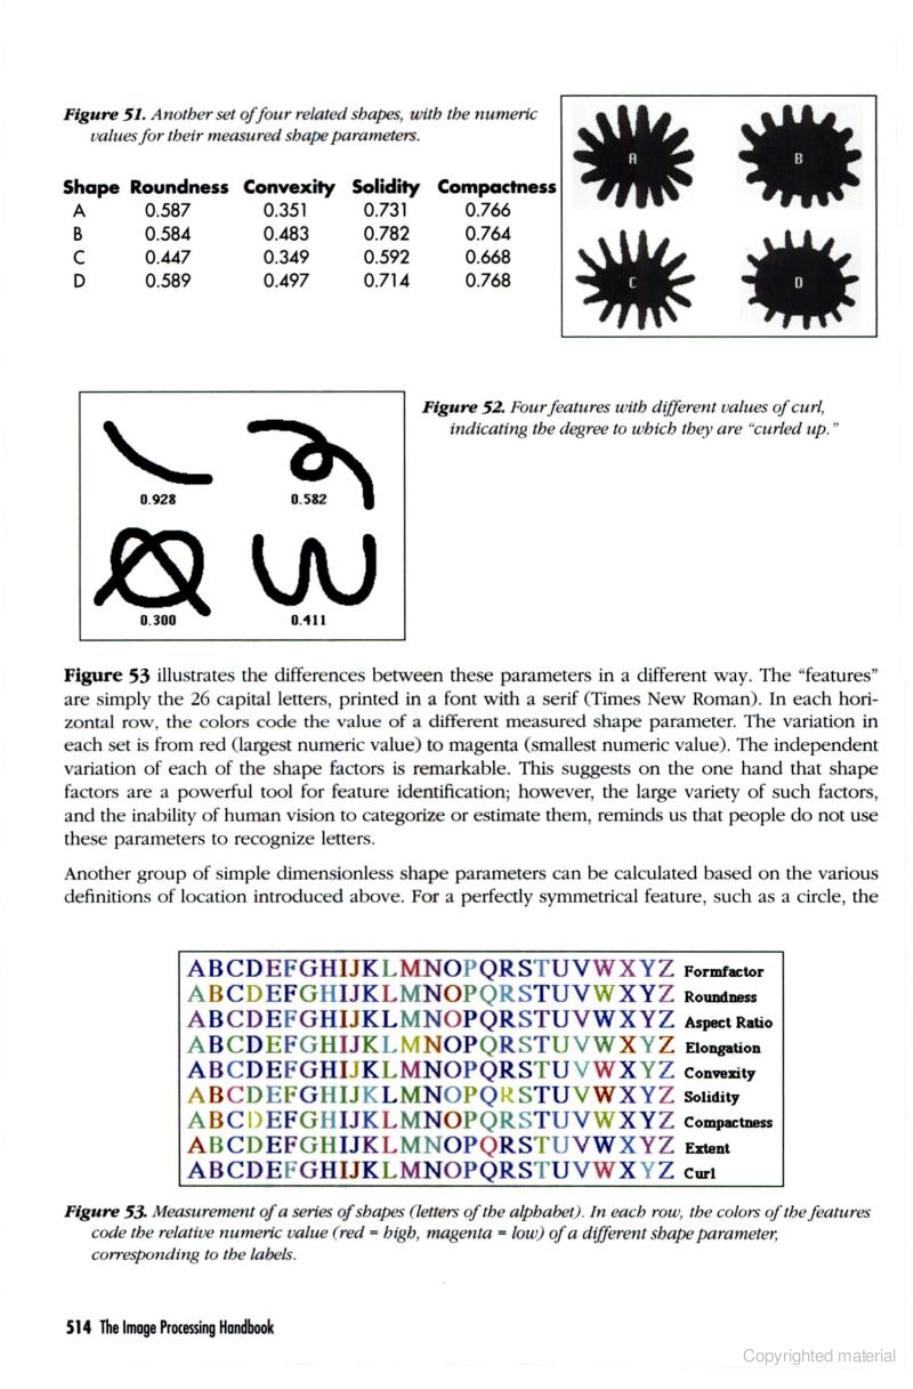 Figure 51. Another set of four related shapes, with the numeric
values for their measured shape parameters.
Shape Roundness Convexity Solidity Compactness
A 0.587 0.351 0.731 0.766
B 0.584 0.483 0.782 0.764
C 0.447 0.349 0.592 0.668
D 0.589 0.497 0.714 0.768
A B
C D
Figure 52. Four features with different values of curl,
indicating the degree to which they are "curled up."
0.928 0.582
0.300 0.411
Figure 53 illustrates the differences between these parameters in a different way. The “features”
are simply the 26 capital letters, printed in a font with a serif (Times New Roman). In each hori-
zontal row, the colors code the value of a different measured shape parameter. The variation in
each set is from red (largest numeric value) to magenta (smallest numeric value). The independent
variation of each of the shape factors is remarkable. This suggests on the one hand that shape
factors are a powerful tool for feature identification; however, the large variety of such factors,
and the inability of human vision to categorize or estimate them, reminds us that people do not use
these parameters to recognize letters.
Another group of simple dimensionless shape parameters can be calculated based on the various
definitions of location introduced above. For a perfectly symmetrical feature, such as a circle, the
ABCDEFGHIJKLMNOPQRSTUVWXYZ Formfactor
ABCDEFGHIJKLMNOPQRSTUVWXYZ Roundness
ABCDEFGHIJKLMNOPQRSTUVWXYZ Aspect Ratio
ABCDEFGHIJKLMNOPQRSTUVWXYZ Elongation
ABCDEFGHIJKLMNOPQRSTUVWXYZ Convexity
ABCDEFGHIJKLMNOPQRSTUVWXYZ Solidity
ABCDEFGHIJKLMNOPQRSTUVWXYZ Compactness
ABCDEFGHIJKLMNOPQRSTUVWXYZ Extent
ABCDEFGHIJKLMNOPQRSTUVWXYZ Curl
Figure 53. Measurement of a series of shapes (letters of the alphabet). In each row, the colors of the features
code the relative numeric value (red = high, magenta = low) of a different shape parameter,
corresponding to the labels.
514 The Image Processing Handbook
Copyrighted material